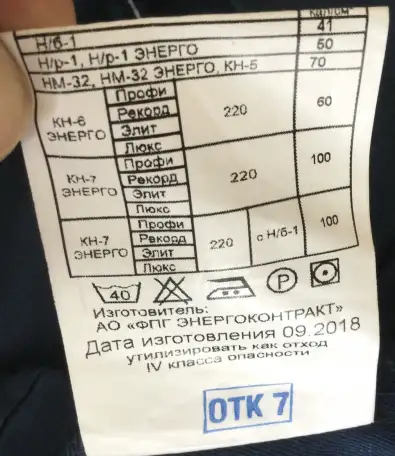 кал/см²
Н/б-1 41
Н/р-1, Н/р-1 ЭНЕРГО 50
НМ-32, НМ-32 ЭНЕРГО, КН-5 70
КН-6 ЭНЕРГО Профи 220 60
Рекорд
Элит
Люкс
КН-7 ЭНЕРГО Профи 220 100
Рекорд
Элит
Люкс
КН-7 ЭНЕРГО Профи 220 с Н/б-1 100
Рекорд
Элит
Люкс
40 P
Изготовитель:
АО «ФПГ ЭНЕРГОКОНТРАКТ»
Дата изготовления 09.2018
утилизировать как отход
IV класса опасности
ОТК 7